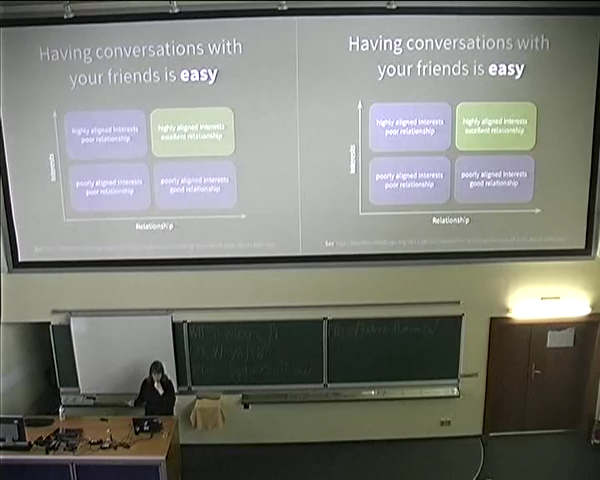 Having conversations with
your friends is easy
highly aligned interests
poor relationship
highly aligned interests
excellent relationship
poorly aligned interests
poor relationship
poorly aligned interests
good relationship
Interests
Relationship
See
Having conversations with
your friends is easy
highly aligned interests
poor relationship
highly aligned interests
excellent relationship
poorly aligned interests
poor relationship
poorly aligned interests
good relationship
Interests
Relationship
See